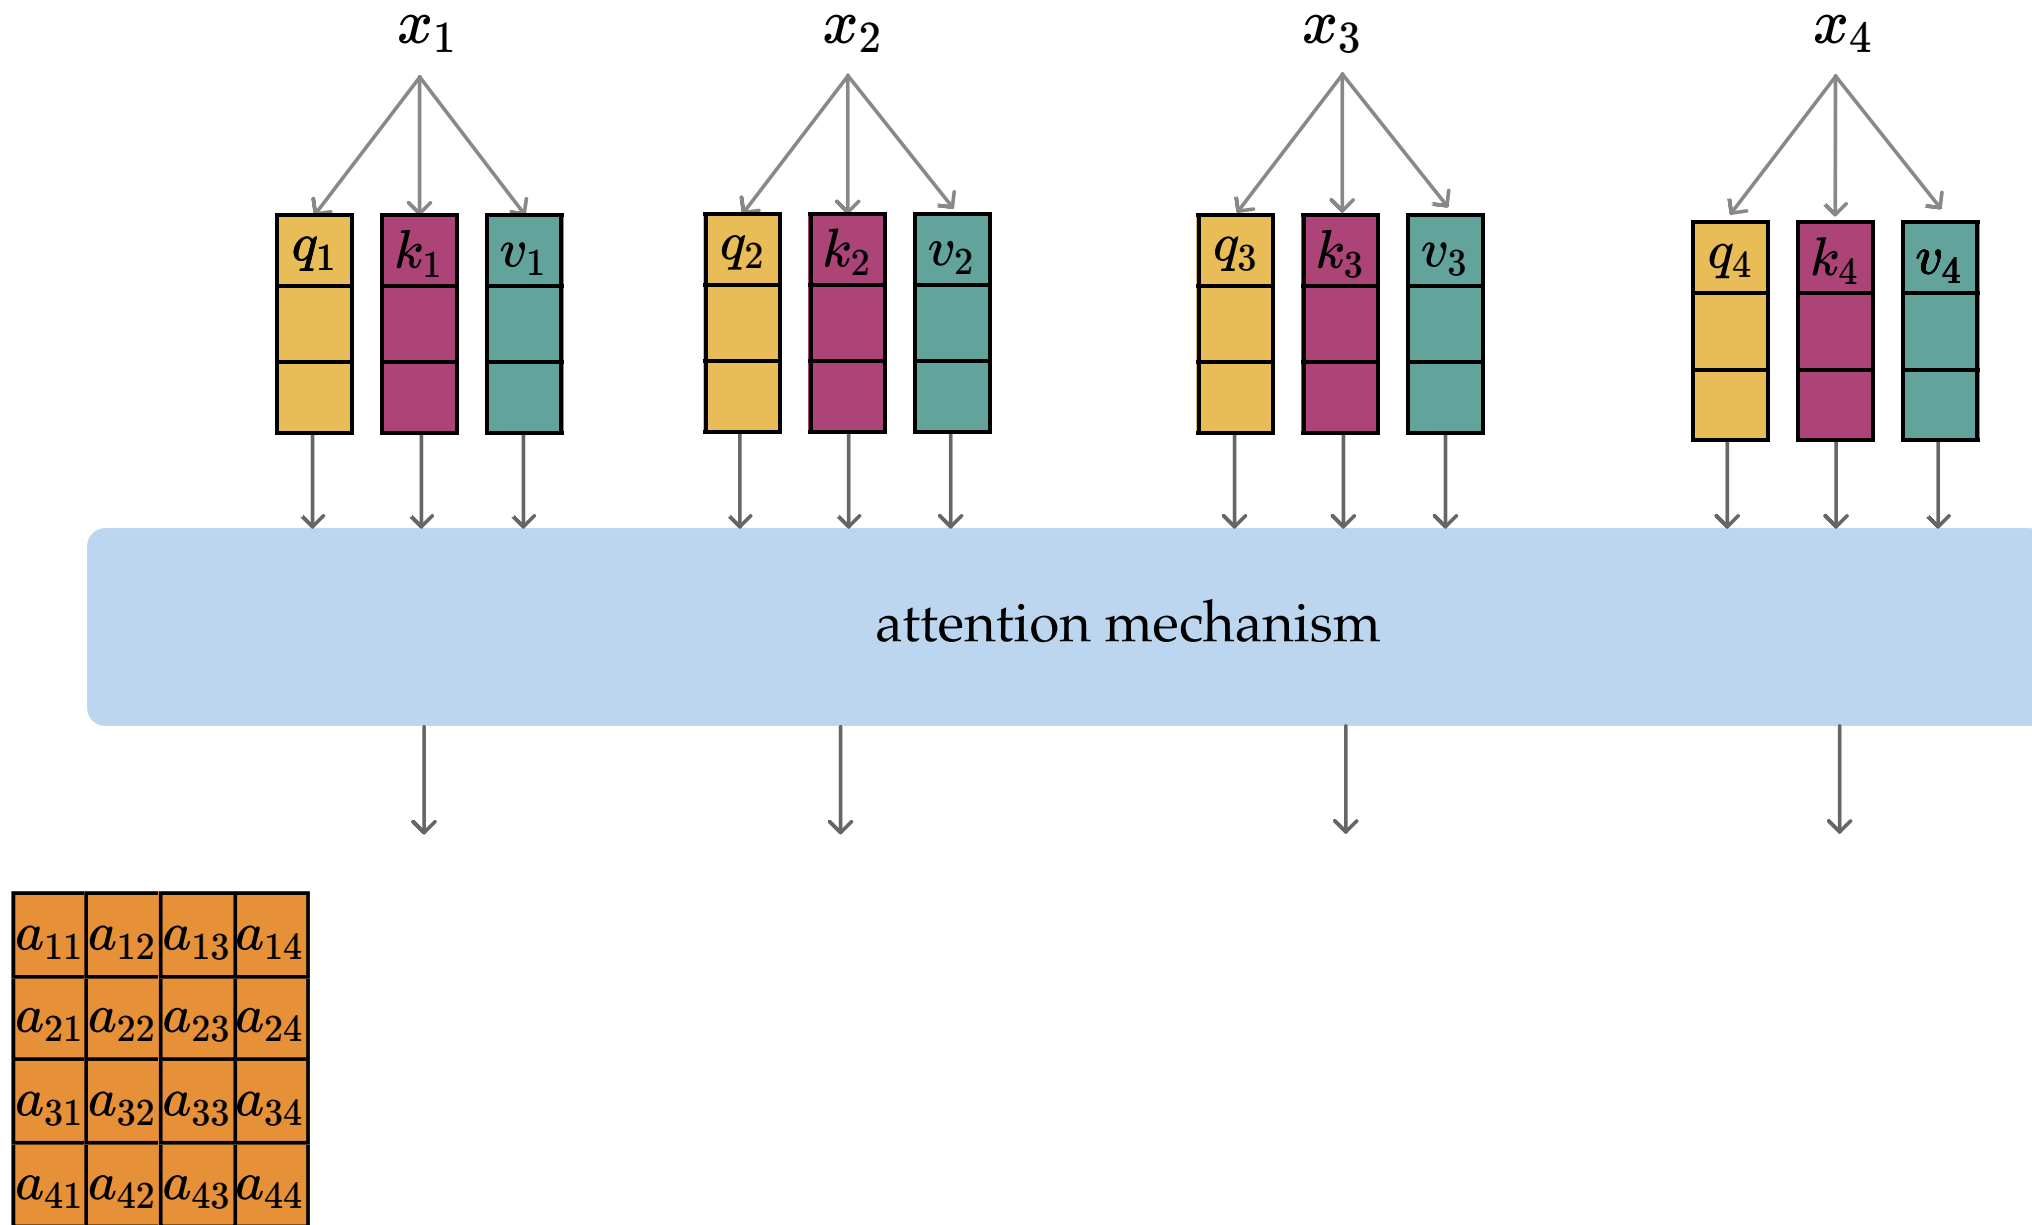 x₁ x₂ x₃ x₄
q₁ k₁ v₁ q₂ k₂ v₂ q₃ k₃ v₃ q₄ k₄ v₄
attention mechanism
a₁₁ a₁₂ a₁₃ a₁₄
a₂₁ a₂₂ a₂₃ a₂₄
a₃₁ a₃₂ a₃₃ a₃₄
a₄₁ a₄₂ a₄₃ a₄₄